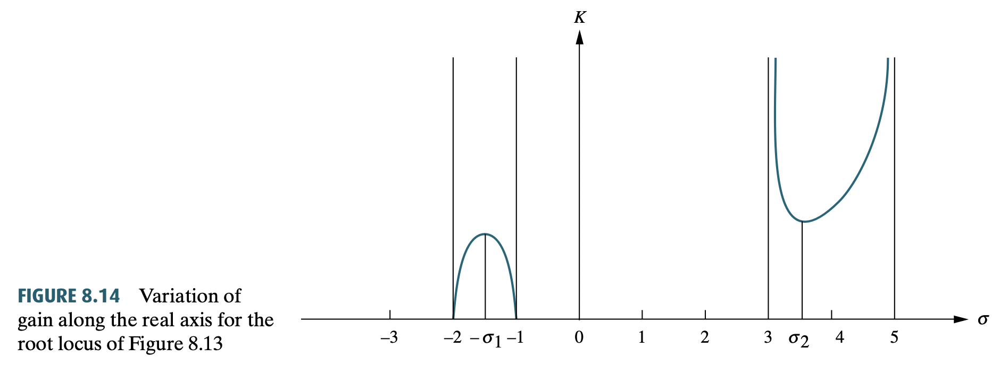 K
FIGURE 8.14 Variation of
gain along the real axis for the
root locus of Figure 8.13
–3 –2 –σ1 –1 0 1 2 3 σ2 4 5 σ